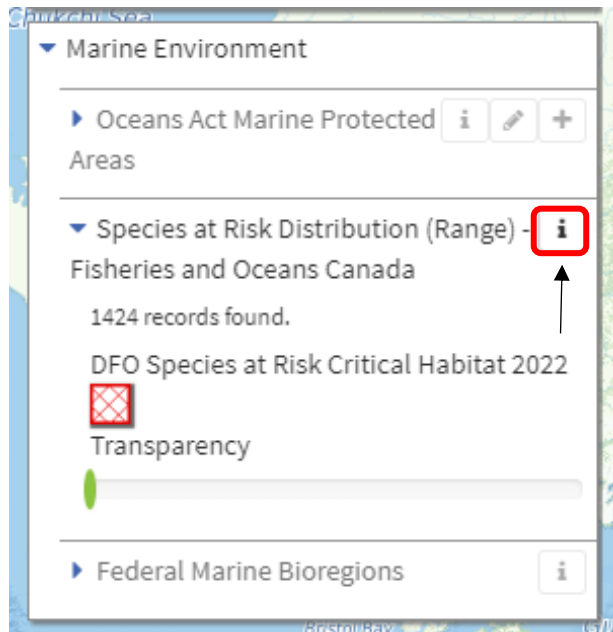 Chukchi Sea
Marine Environment
Oceans Act Marine Protected i
Areas
Species at Risk Distribution (Range) - i
Fisheries and Oceans Canada
1424 records found.
DFO Species at Risk Critical Habitat 2022
Transparency
Federal Marine Bioregions i
Bristol Bay